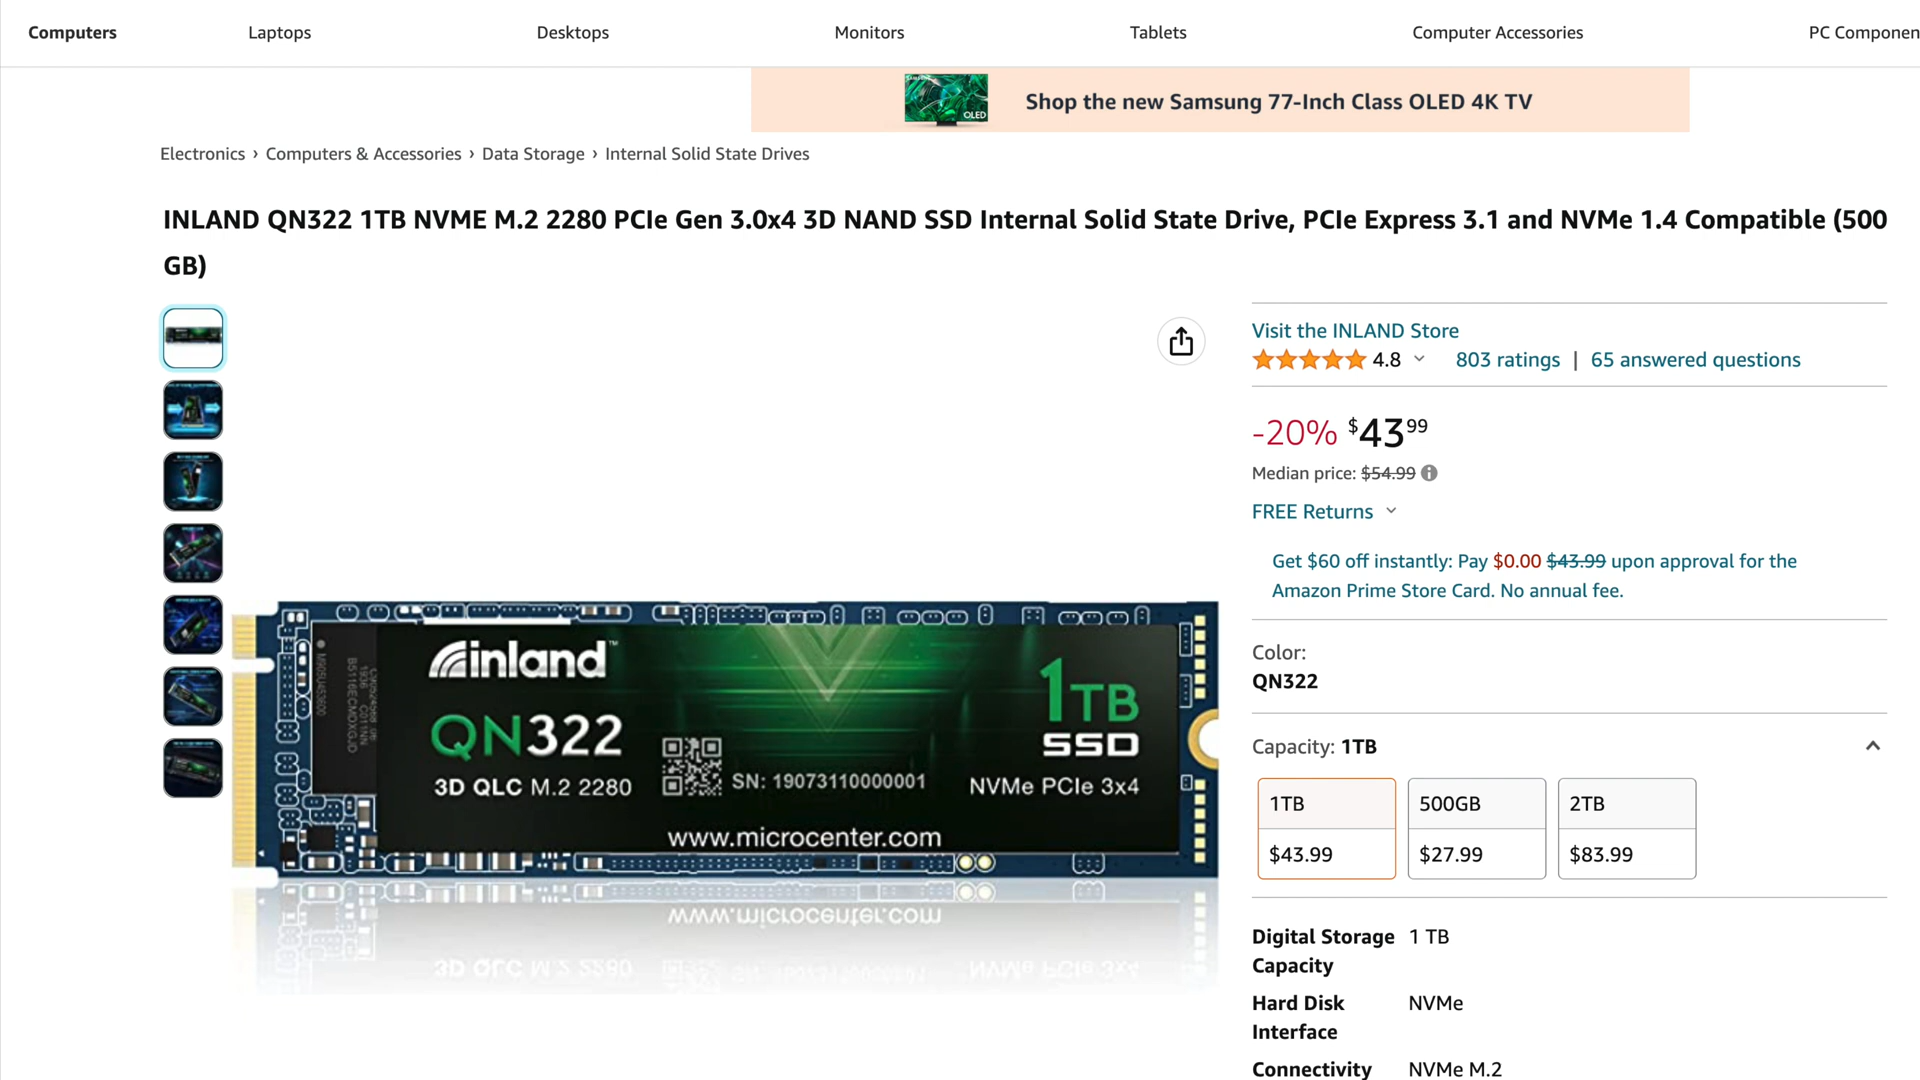 Computers Laptops Desktops Monitors Tablets Computer Accessories PC Componen
OLED
Shop the new Samsung 77-Inch Class OLED 4K TV
Electronics › Computers & Accessories › Data Storage › Internal Solid State Drives
INLAND QN322 1TB NVME M.2 2280 PCIe Gen 3.0x4 3D NAND SSD Internal Solid State Drive, PCIe Express 3.1 and NVMe 1.4 Compatible (500
GB)
inland™
QN322
3D QLC M.2 2280
SN: 19073110000001
1TB
SSD
NVMe PCIe 3x4
www.microcenter.com
Visit the INLAND Store
4.8 803 ratings | 65 answered questions
-20% $43 99
Median price: $54.99
FREE Returns
Get $60 off instantly: Pay $0.00 $43.99 upon approval for the
Amazon Prime Store Card. No annual fee.
Color:
QN322
Capacity: 1TB
1TB 500GB 2TB
$43.99 $27.99 $83.99
Digital Storage 1 TB
Capacity
Hard Disk NVMe
Interface
Connectivity NVMe M.2